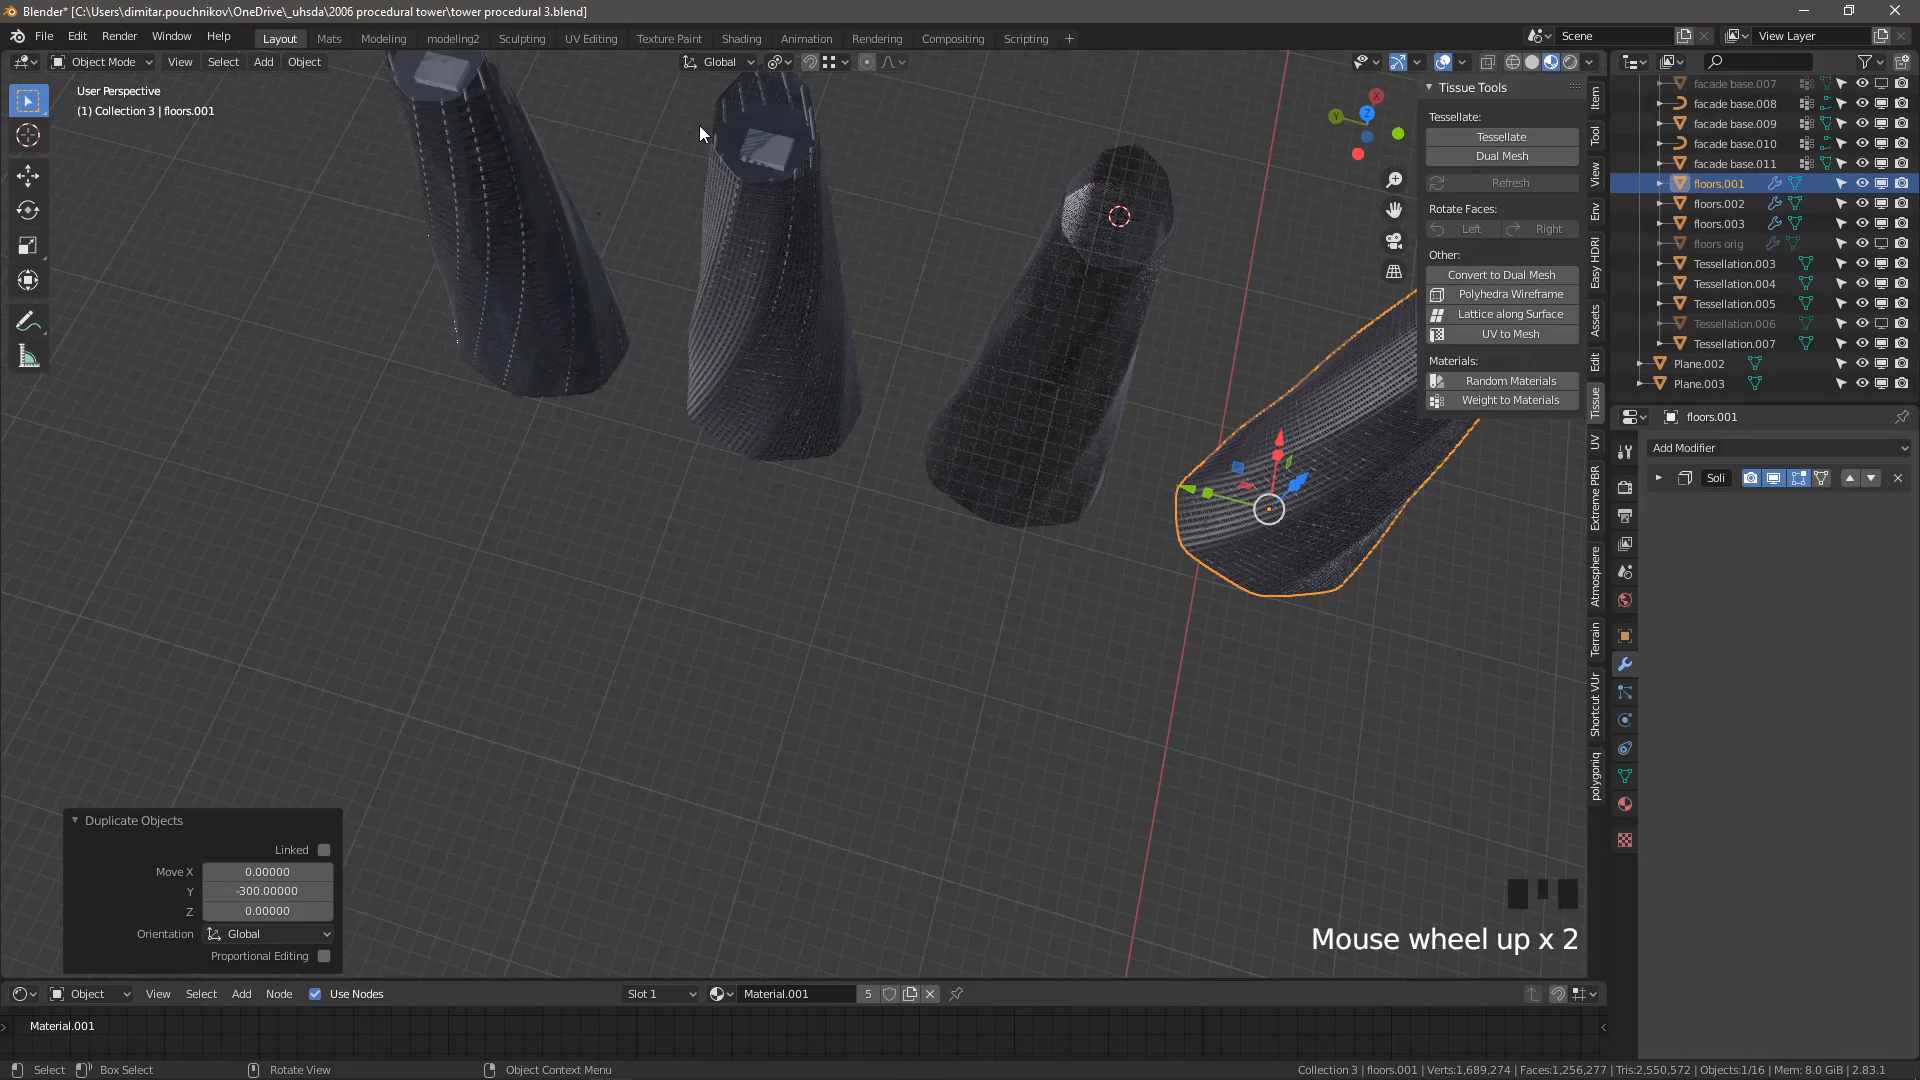 Blender* [C:\Users\dimitar.pouchnikov\OneDrive\_uhsda\2006 procedural tower\tower procedural 3.blend]
File Edit Render Window Help Layout Mats Modeling modeling2 Sculpting UV Editing Texture Paint Shading Animation Rendering Compositing Scripting + Scene View Layer
Object Mode View Select Add Object Global
User Perspective
(1) Collection 3 | floors.001
Tissue Tools
Tessellate:
Tessellate
Dual Mesh
Refresh
Rotate Faces:
Left Right
Other:
Convert to Dual Mesh
Polyhedra Wireframe
Lattice along Surface
UV to Mesh
Materials:
Random Materials
Weight to Materials
Item
Tool
View
Env
Easy HDRI
Assets
Edit
Tissue
UV
Extreme PBR
Atmosphere
Terrain
Shortcut VUr
polygoniq
X
Y
Z
facade base.007
facade base.008
facade base.009
facade base.010
facade base.011
floors.001
floors.002
floors.003
floors orig
Tessellation.003
Tessellation.004
Tessellation.005
Tessellation.006
Tessellation.007
Plane.002
Plane.003
floors.001
Add Modifier
Soli
Duplicate Objects
Linked
Move X 0.00000
Y -300.00000
Z 0.00000
Orientation Global
Proportional Editing
Mouse wheel up x 2
Object View Select Add Node Use Nodes Slot 1 Material.001 5
Material.001
Select Box Select Rotate View Object Context Menu Collection 3 | floors.001 | Verts:1,689,274 | Faces:1,256,277 | Tris:2,550,572 | Objects:1/16 | Mem: 8.0 GiB | 2.83.1